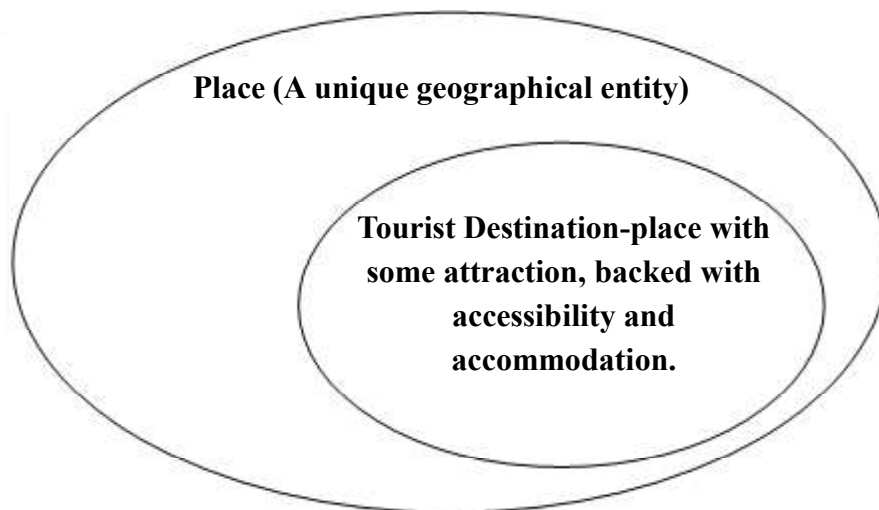 Place (A unique geographical entity)
Tourist Destination-place with
some attraction, backed with
accessibility and
accommodation.